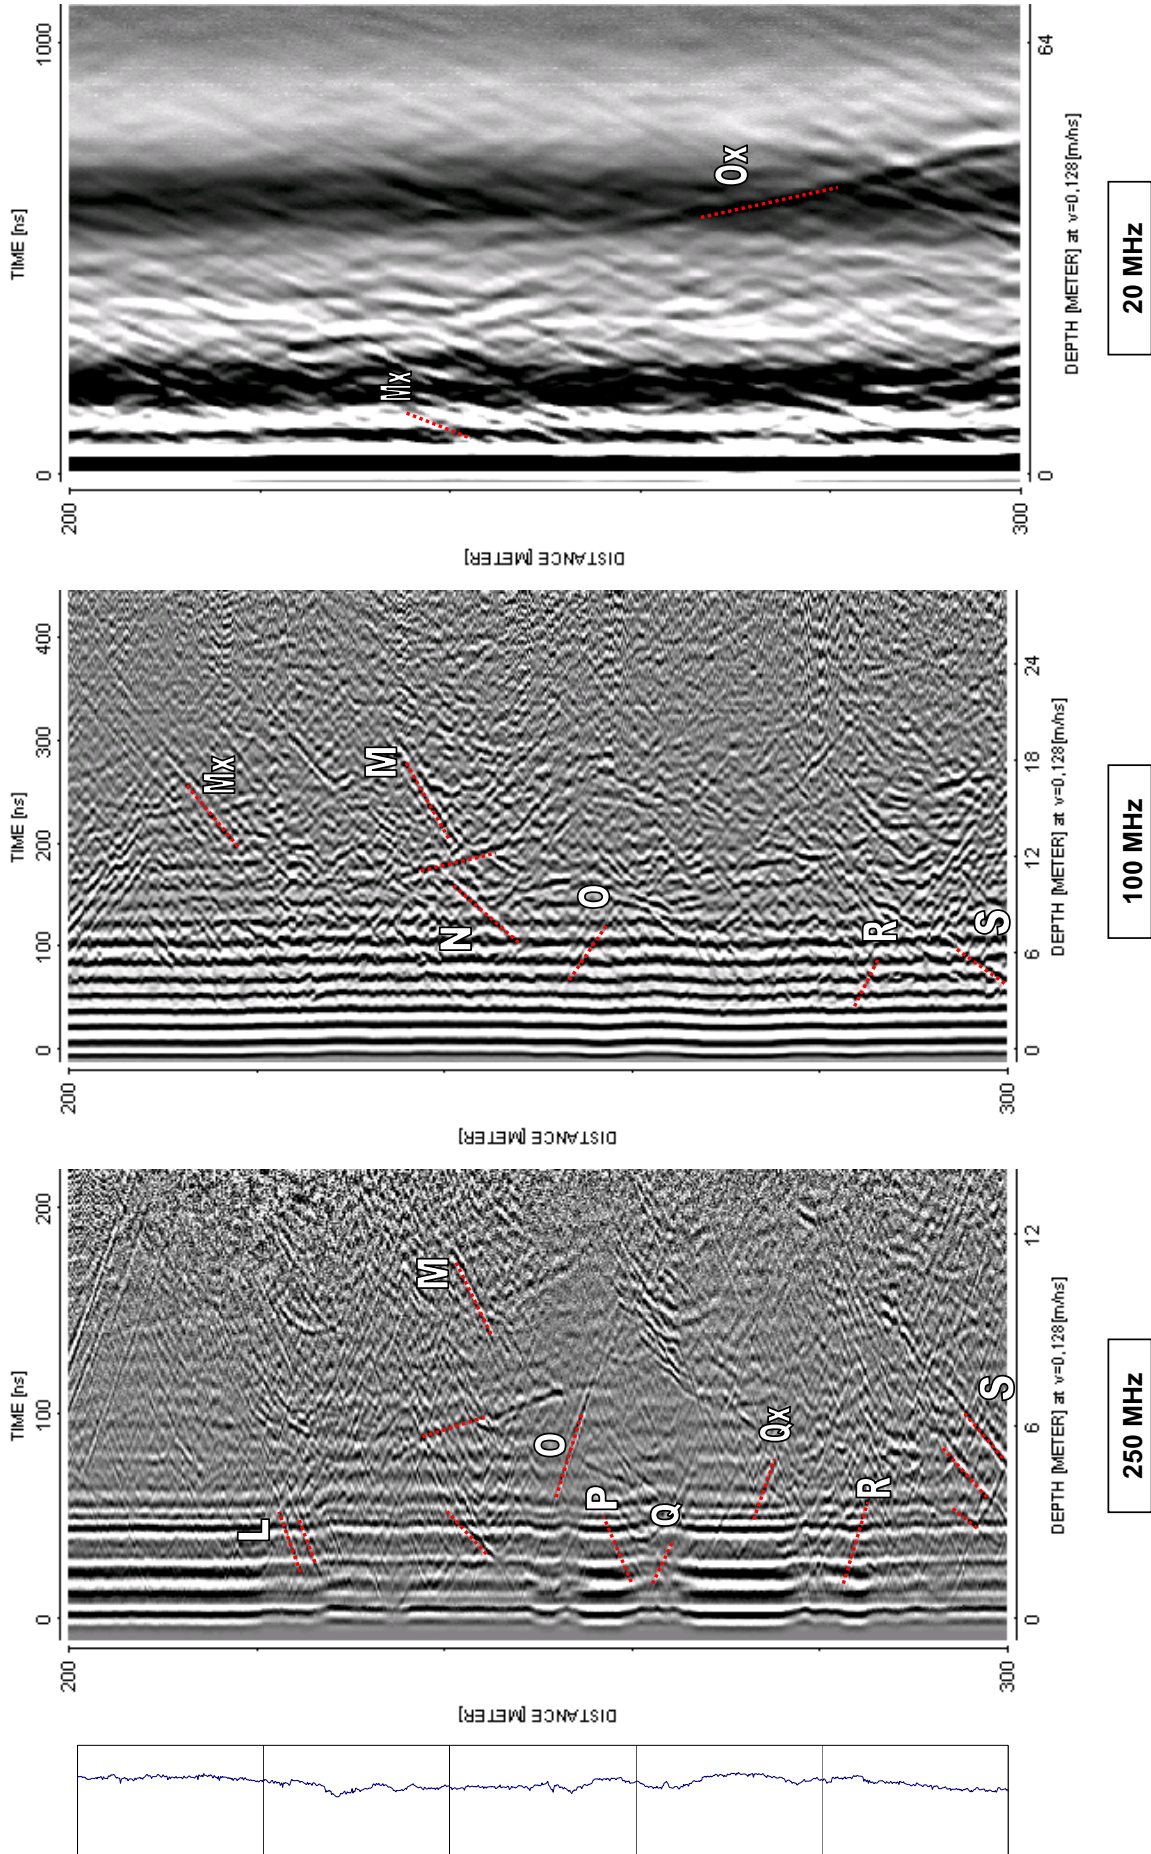 TIME [ns]
0
1000
200
300
DISTANCE [METER]
Mx
Ox
0
64
DEPTH [METER] at v=0,128[m/ns]
20 MHz
TIME [ns]
0
100
200
300
400
200
300
DISTANCE [METER]
Mx
M
N
O
R
S
0
6
12
18
24
DEPTH [METER] at v=0,128[m/ns]
100 MHz
TIME [ns]
0
100
200
200
300
DISTANCE [METER]
L
M
O
P
Q
Qx
R
S
0
6
12
DEPTH [METER] at v=0,128[m/ns]
250 MHz